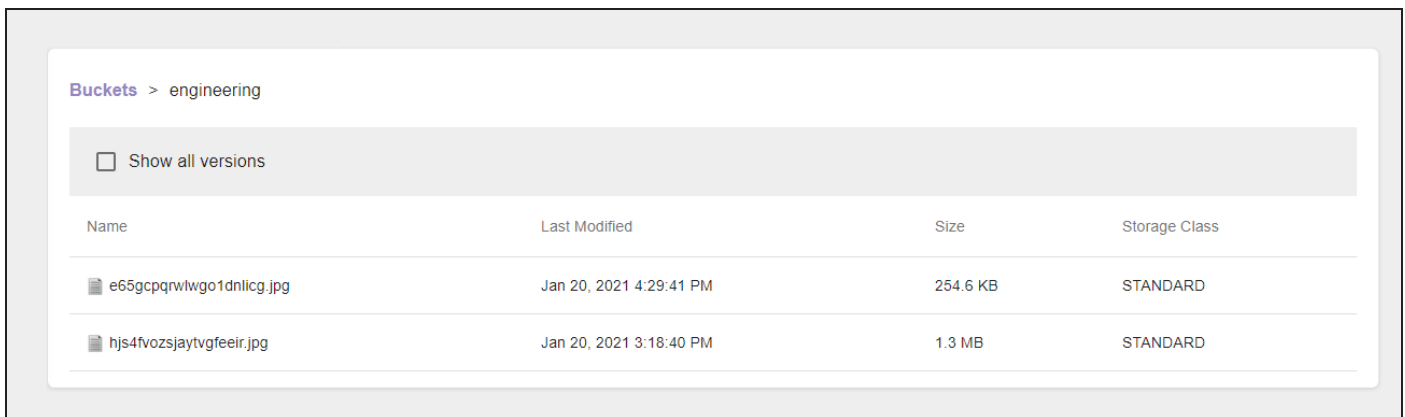 Buckets > engineering
Show all versions
Name Last Modified Size Storage Class
e65gcpqrwlwgo1dnlicg.jpg Jan 20, 2021 4:29:41 PM 254.6 KB STANDARD
hjs4fvozsjaytvgfeeir.jpg Jan 20, 2021 3:18:40 PM 1.3 MB STANDARD